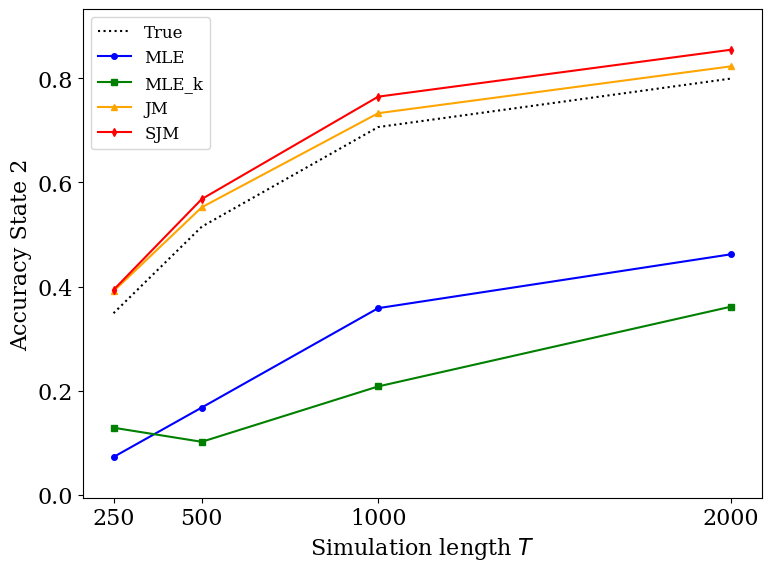 True
MLE
MLE_k
JM
SJM
Accuracy State 2
0.8
0.6
0.4
0.2
0.0
250 500 1000 2000
Simulation length T